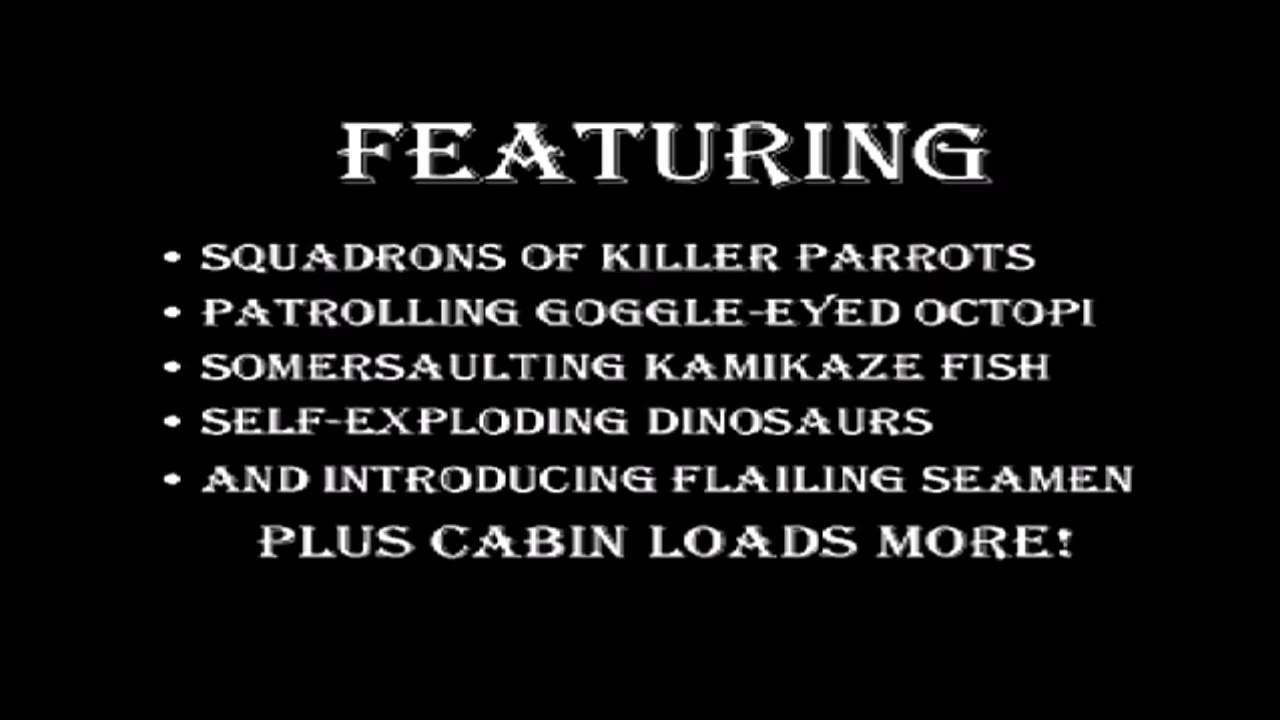 FEATURING
• SQUADRONS OF KILLER PARROTS
• PATROLLING GOGGLE-EYED OCTOPI
• SOMERSAULTING KAMIKAZE FISH
• SELF-EXPLODING DINOSAURS
• AND INTRODUCING FLAILING SEAMEN
PLUS CABIN LOADS MORE!